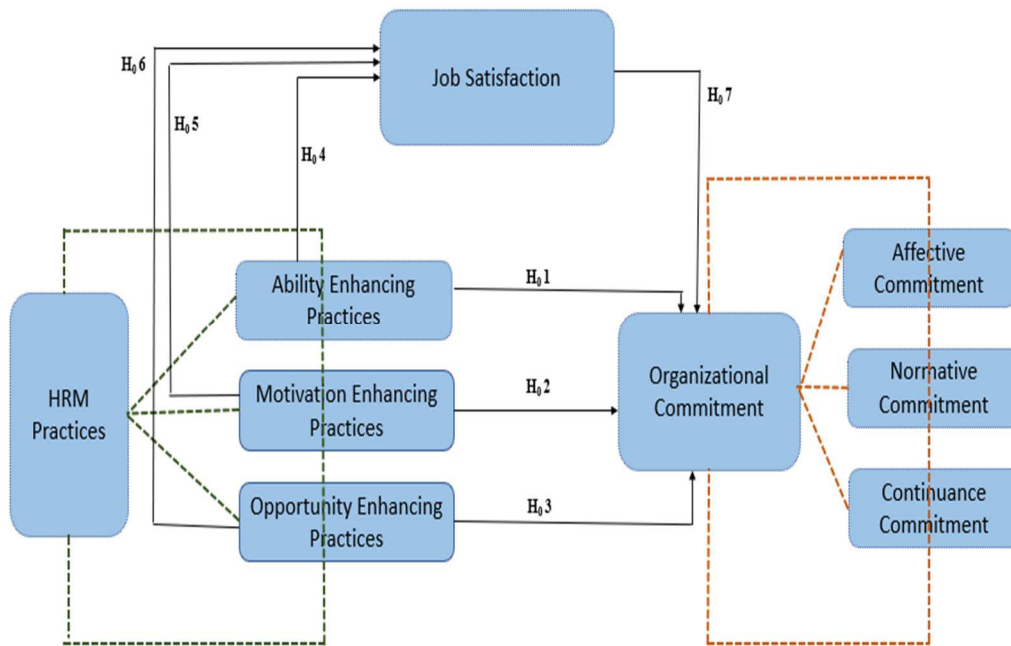 H₀ 6
Job Satisfaction
H₀ 7
H₀ 5
H₀ 4
Ability Enhancing
Practices
H₀ 1
Affective
Commitment
HRM
Practices
Motivation Enhancing
Practices
H₀ 2
Organizational
Commitment
Normative
Commitment
Opportunity Enhancing
Practices
H₀ 3
Continuance
Commitment